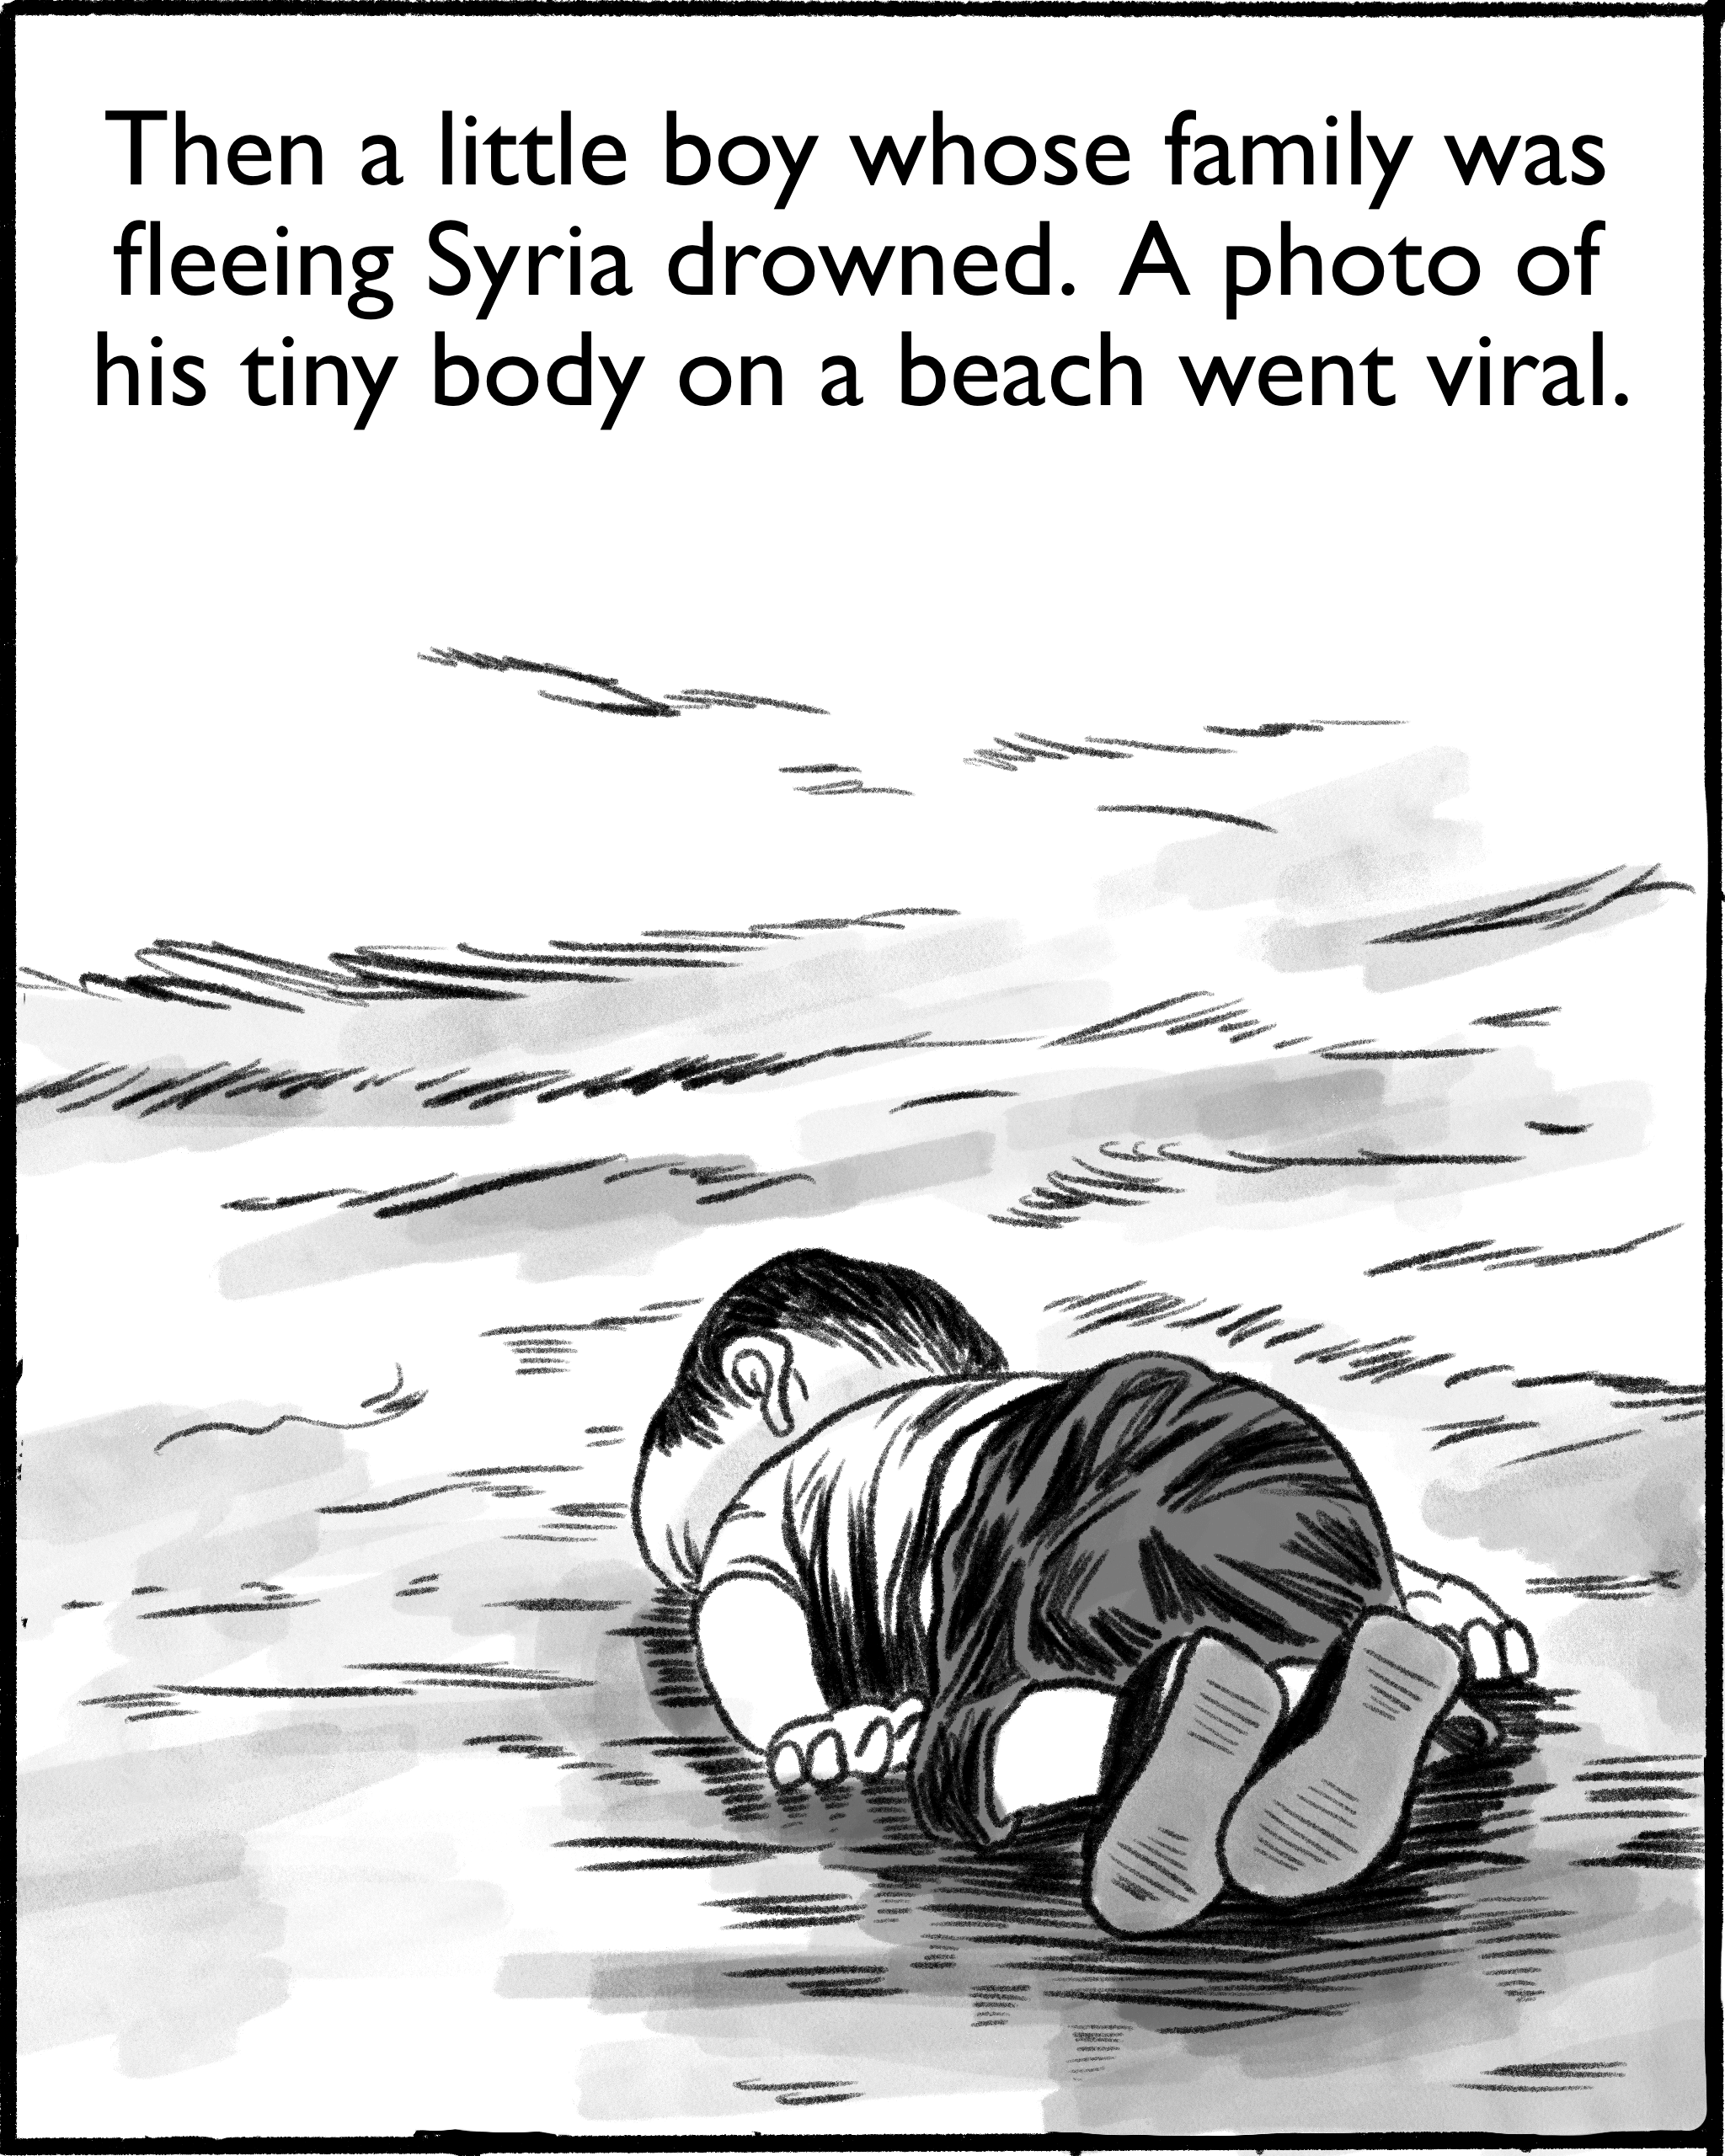 Then a little boy whose family was
fleeing Syria drowned. A photo of
his tiny body on a beach went viral.